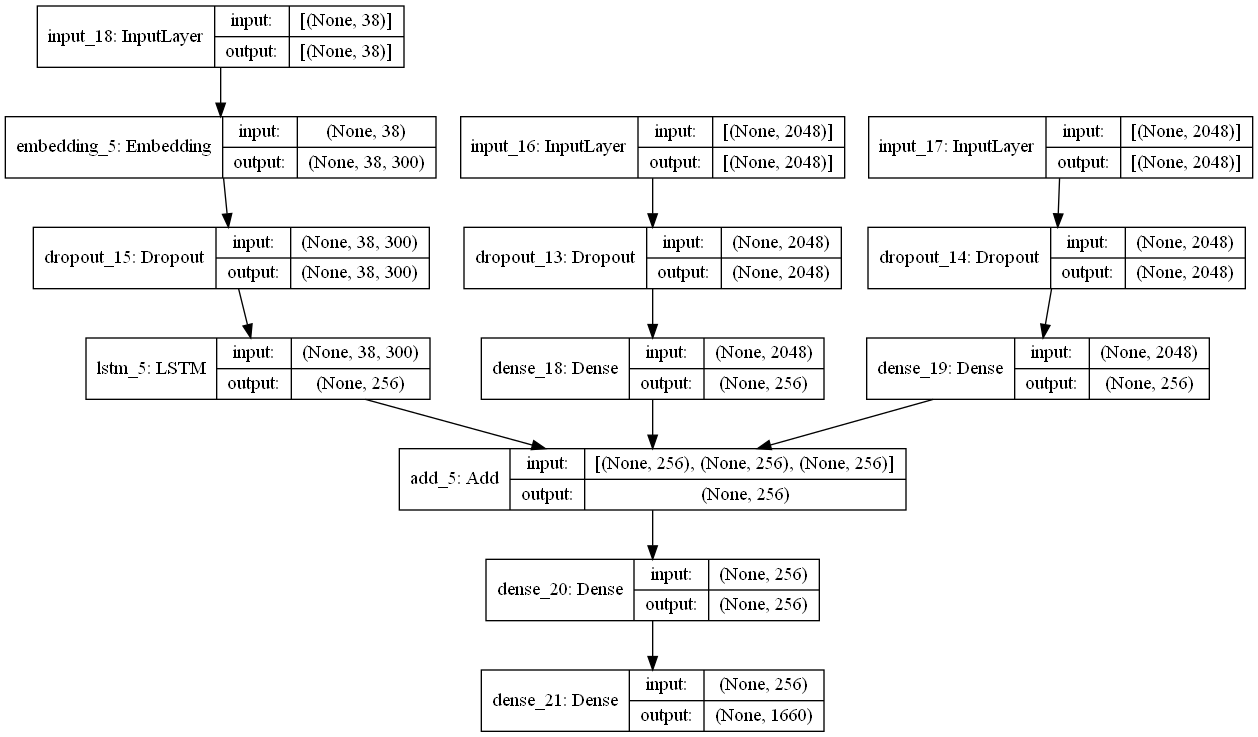 input_18: InputLayer
input: [(None, 38)]
output: [(None, 38)]
embedding_5: Embedding
input: (None, 38)
output: (None, 38, 300)
input_16: InputLayer
input: [(None, 2048)]
output: [(None, 2048)]
input_17: InputLayer
input: [(None, 2048)]
output: [(None, 2048)]
dropout_15: Dropout
input: (None, 38, 300)
output: (None, 38, 300)
dropout_13: Dropout
input: (None, 2048)
output: (None, 2048)
dropout_14: Dropout
input: (None, 2048)
output: (None, 2048)
lstm_5: LSTM
input: (None, 38, 300)
output: (None, 256)
dense_18: Dense
input: (None, 2048)
output: (None, 256)
dense_19: Dense
input: (None, 2048)
output: (None, 256)
add_5: Add
input: [(None, 256), (None, 256), (None, 256)]
output: (None, 256)
dense_20: Dense
input: (None, 256)
output: (None, 256)
dense_21: Dense
input: (None, 256)
output: (None, 1660)